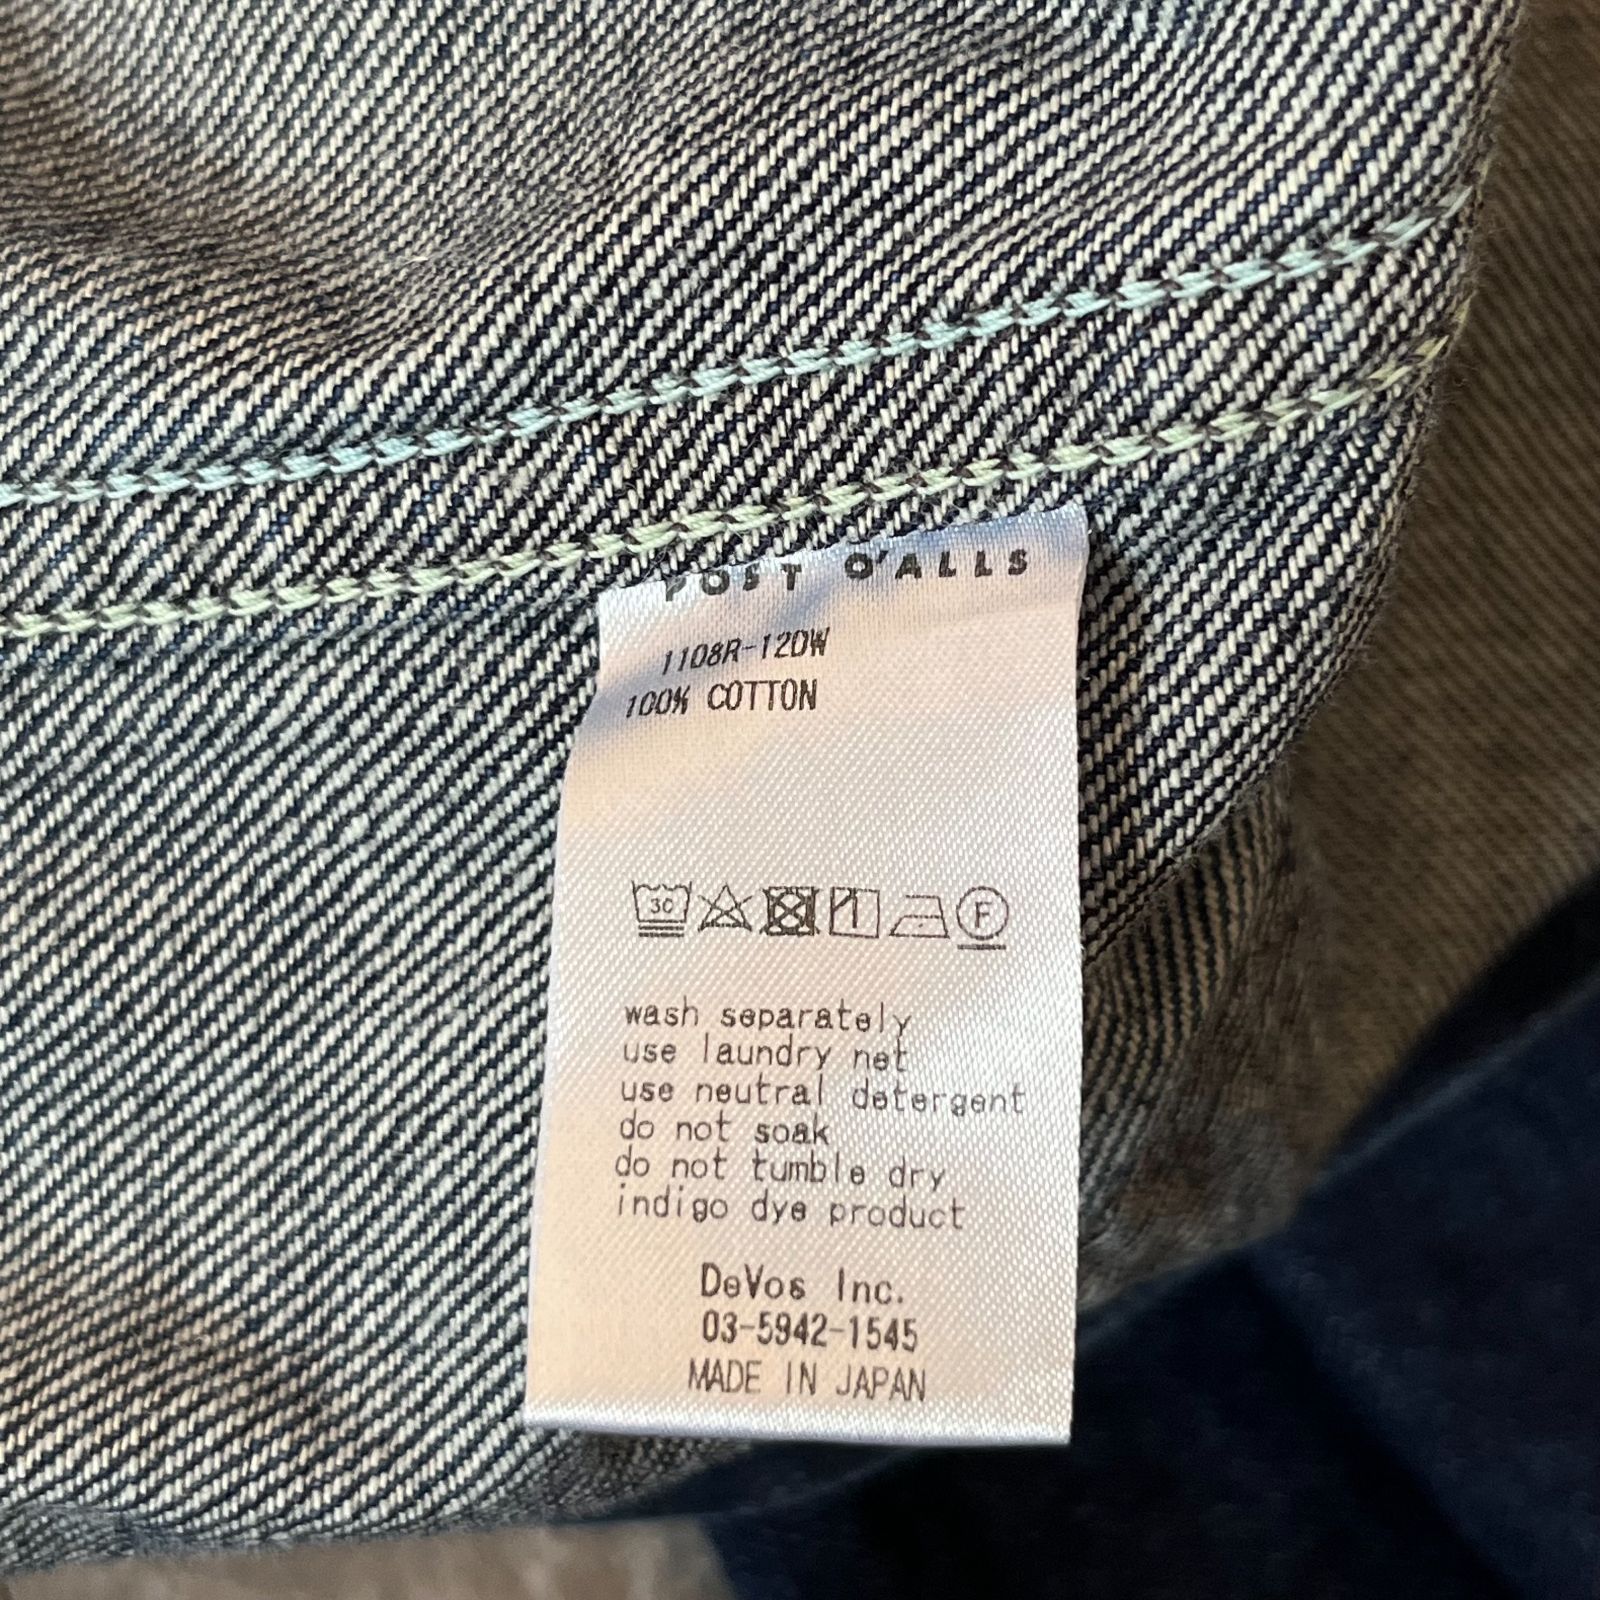 POST O'ALLS
1108R-12DW
100% COTTON
30 F
wash separately
use laundry net
use neutral detergent
do not soak
do not tumble dry
indigo dye product
DeVos Inc.
03-5942-1545
MADE IN JAPAN